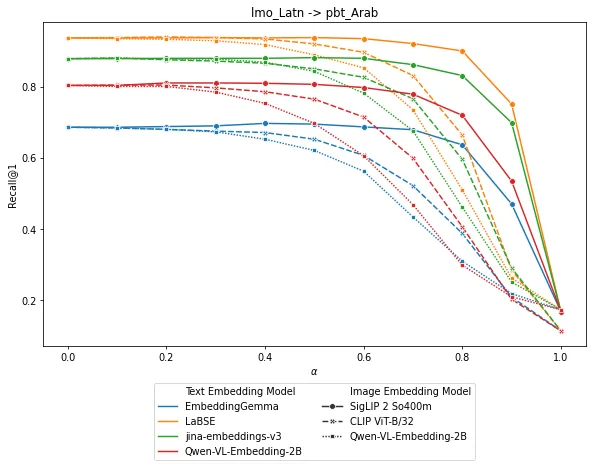 lmo_Latn -> pbt_Arab
Recall@1
0.8
0.6
0.4
0.2
0.0 0.2 0.4 0.6 0.8 1.0
α
Text Embedding Model
EmbeddingGemma
LaBSE
jina-embeddings-v3
Qwen-VL-Embedding-2B
Image Embedding Model
SigLIP 2 So400m
CLIP ViT-B/32
Qwen-VL-Embedding-2B